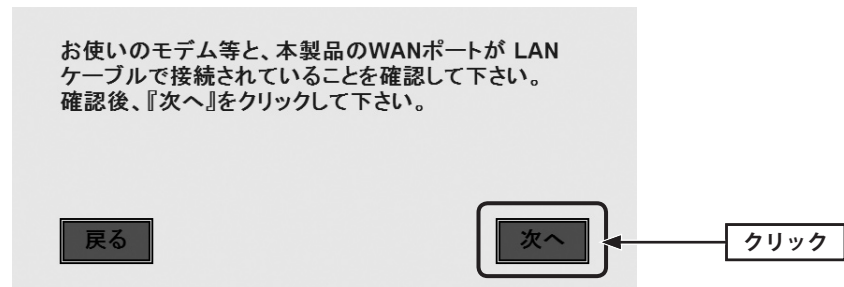 お使いのモデム等と、本製品のWANポートが LAN
ケーブルで接続されていることを確認して下さい。
確認後、『次へ』をクリックして下さい。
戻る
次へ
クリック